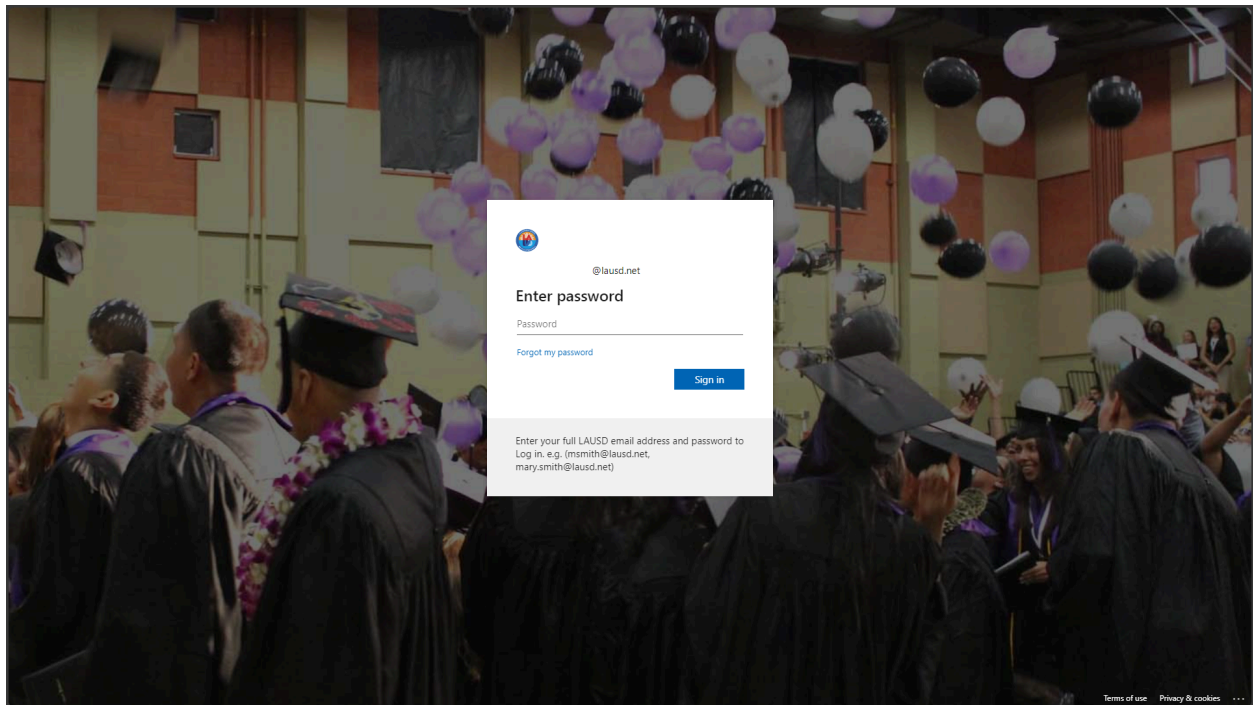 @lausd.net
Enter password
Password
Forgot my password
Sign in
Enter your full LAUSD email address and password to
Log in. e.g. (msmith@lausd.net,
mary.smith@lausd.net)
Terms of use Privacy & cookies ...